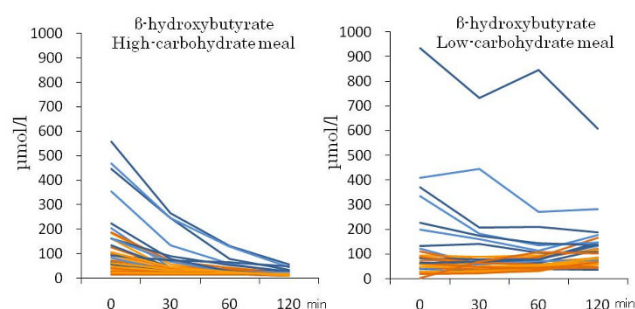 ß-hydroxybutyrate
High-carbohydrate meal
1000
900
800
700
600
500
400
300
200
100
0
µmol/l
0 30 60 120 min
ß-hydroxybutyrate
Low-carbohydrate meal
1000
900
800
700
600
500
400
300
200
100
0
µmol/l
0 30 60 120 min